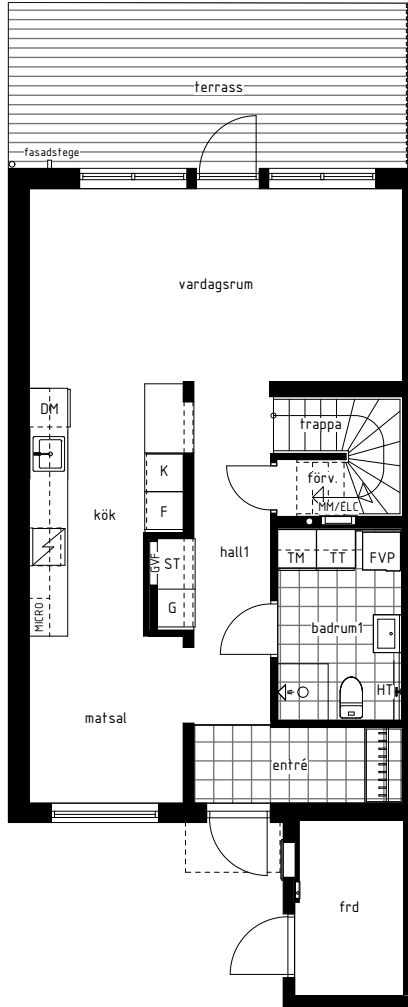 terrass
fasadstege
vardagsrum
DM
trappa
K
förv.
F
MM/ELC
kök
hall1
GVF
ST
TM
TT
FVP
G
MICRO
badrum1
HT
matsal
entré
frd